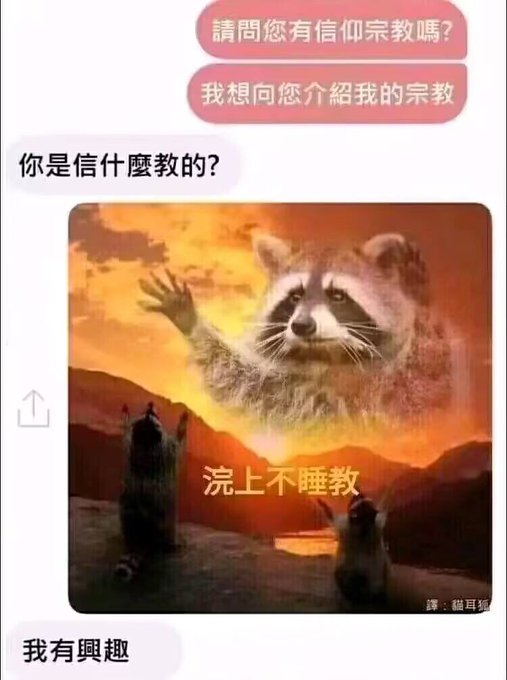 請問您有信仰宗教嗎?
我想向您介紹我的宗教
你是信什麼教的?
浣上不睡教
譯：貓耳狐
我有興趣